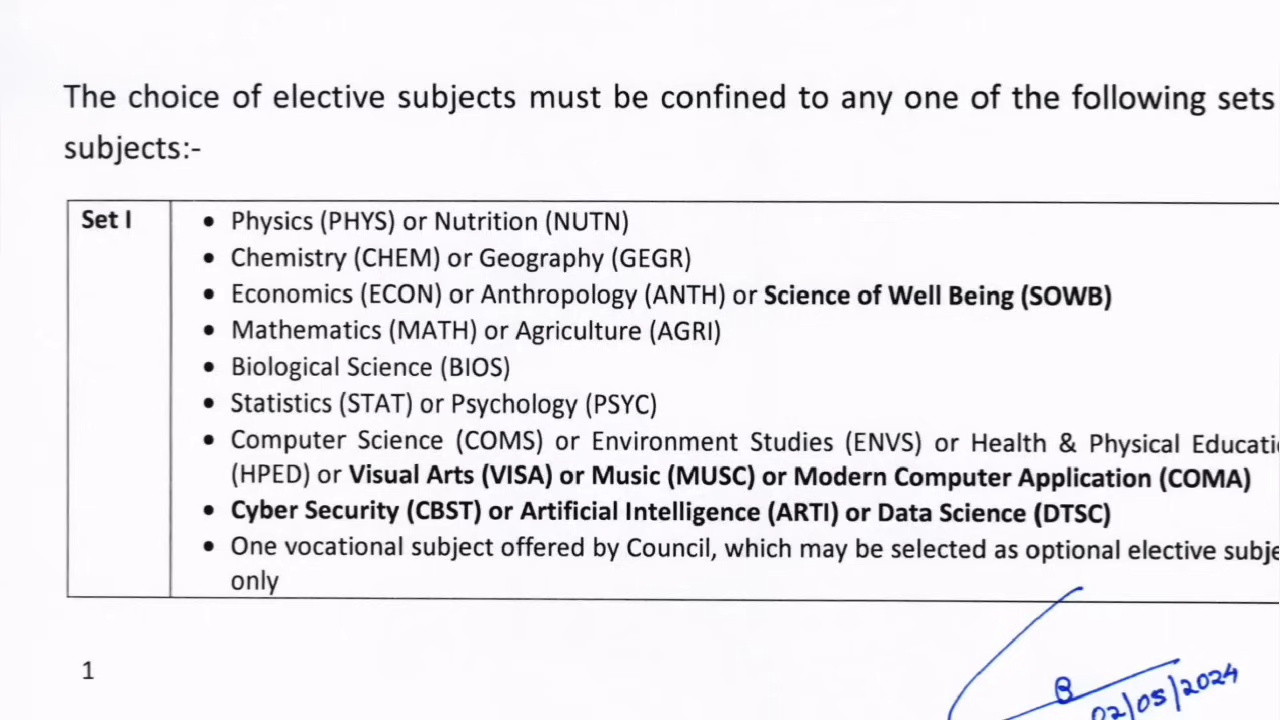 The choice of elective subjects must be confined to any one of the following sets
subjects:-
Set I
• Physics (PHYS) or Nutrition (NUTN)
• Chemistry (CHEM) or Geography (GEGR)
• Economics (ECON) or Anthropology (ANTH) or Science of Well Being (SOWB)
• Mathematics (MATH) or Agriculture (AGRI)
• Biological Science (BIOS)
• Statistics (STAT) or Psychology (PSYC)
• Computer Science (COMS) or Environment Studies (ENVS) or Health & Physical Educati
(HPED) or Visual Arts (VISA) or Music (MUSC) or Modern Computer Application (COMA)
• Cyber Security (CBST) or Artificial Intelligence (ARTI) or Data Science (DTSC)
• One vocational subject offered by Council, which may be selected as optional elective subje
only
1
02/05/2024